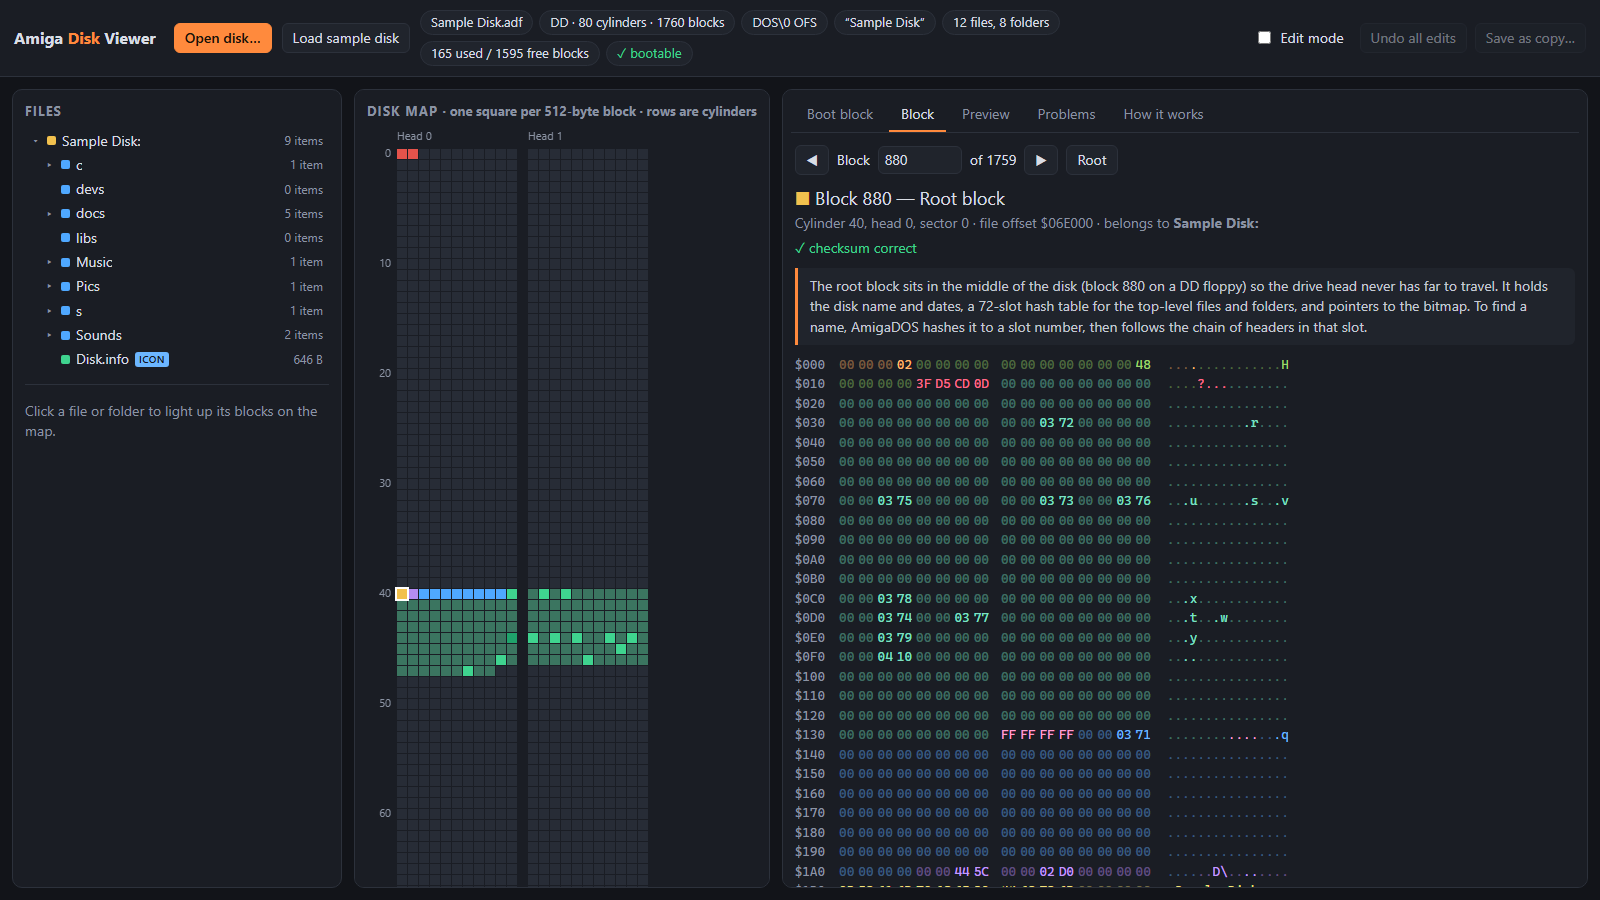 Amiga Disk Viewer
Open disk...
Load sample disk
Sample Disk.adf
DD · 80 cylinders · 1760 blocks
DOS\0 OFS
“Sample Disk”
12 files, 8 folders
165 used / 1595 free blocks
✓ bootable
Edit mode
Undo all edits
Save as copy...
FILES
Sample Disk: 9 items
c 1 item
devs 0 items
docs 5 items
libs 0 items
Music 1 item
Pics 1 item
s 1 item
Sounds 2 items
Disk.info ICON 646 B
Click a file or folder to light up its blocks on the
map.
DISK MAP · one square per 512-byte block · rows are cylinders
Head 0 Head 1
0
10
20
30
40
50
60
Boot block Block Preview Problems How it works
◀ Block 880 of 1759 ▶ Root
Block 880 — Root block
Cylinder 40, head 0, sector 0 · file offset $06E000 · belongs to Sample Disk:
✓ checksum correct
The root block sits in the middle of the disk (block 880 on a DD floppy) so the drive head never has far to travel. It holds
the disk name and dates, a 72-slot hash table for the top-level files and folders, and pointers to the bitmap. To find a
name, AmigaDOS hashes it to a slot number, then follows the chain of headers in that slot.
$000 00 00 00 02 00 00 00 00 00 00 00 00 00 00 00 48 ...............H
$010 00 00 00 00 3F D5 CD 0D 00 00 00 00 00 00 00 00 ....?...........
$020 00 00 00 00 00 00 00 00 00 00 00 00 00 00 00 00 ................
$030 00 00 00 00 00 00 00 00 00 00 03 72 00 00 00 00 ...........r....
$040 00 00 00 00 00 00 00 00 00 00 00 00 00 00 00 00 ................
$050 00 00 00 00 00 00 00 00 00 00 00 00 00 00 00 00 ................
$060 00 00 00 00 00 00 00 00 00 00 00 00 00 00 00 00 ................
$070 00 00 03 75 00 00 00 00 00 00 03 73 00 00 03 76 ...u.......s...v
$080 00 00 00 00 00 00 00 00 00 00 00 00 00 00 00 00 ................
$090 00 00 00 00 00 00 00 00 00 00 00 00 00 00 00 00 ................
$0A0 00 00 00 00 00 00 00 00 00 00 00 00 00 00 00 00 ................
$0B0 00 00 00 00 00 00 00 00 00 00 00 00 00 00 00 00 ................
$0C0 00 00 03 78 00 00 00 00 00 00 00 00 00 00 00 00 ...x............
$0D0 00 00 03 74 00 00 03 77 00 00 00 00 00 00 00 00 ...t...w........
$0E0 00 00 03 79 00 00 00 00 00 00 00 00 00 00 00 00 ...y............
$0F0 00 00 04 10 00 00 00 00 00 00 00 00 00 00 00 00 ................
$100 00 00 00 00 00 00 00 00 00 00 00 00 00 00 00 00 ................
$110 00 00 00 00 00 00 00 00 00 00 00 00 00 00 00 00 ................
$120 00 00 00 00 00 00 00 00 00 00 00 00 00 00 00 00 ................
$130 00 00 00 00 00 00 00 00 FF FF FF FF 00 00 03 71 ...............q
$140 00 00 00 00 00 00 00 00 00 00 00 00 00 00 00 00 ................
$150 00 00 00 00 00 00 00 00 00 00 00 00 00 00 00 00 ................
$160 00 00 00 00 00 00 00 00 00 00 00 00 00 00 00 00 ................
$170 00 00 00 00 00 00 00 00 00 00 00 00 00 00 00 00 ................
$180 00 00 00 00 00 00 00 00 00 00 00 00 00 00 00 00 ................
$190 00 00 00 00 00 00 00 00 00 00 00 00 00 00 00 00 ................
$1A0 00 00 00 00 00 00 44 5C 00 00 02 D0 00 00 00 00 ......D\........